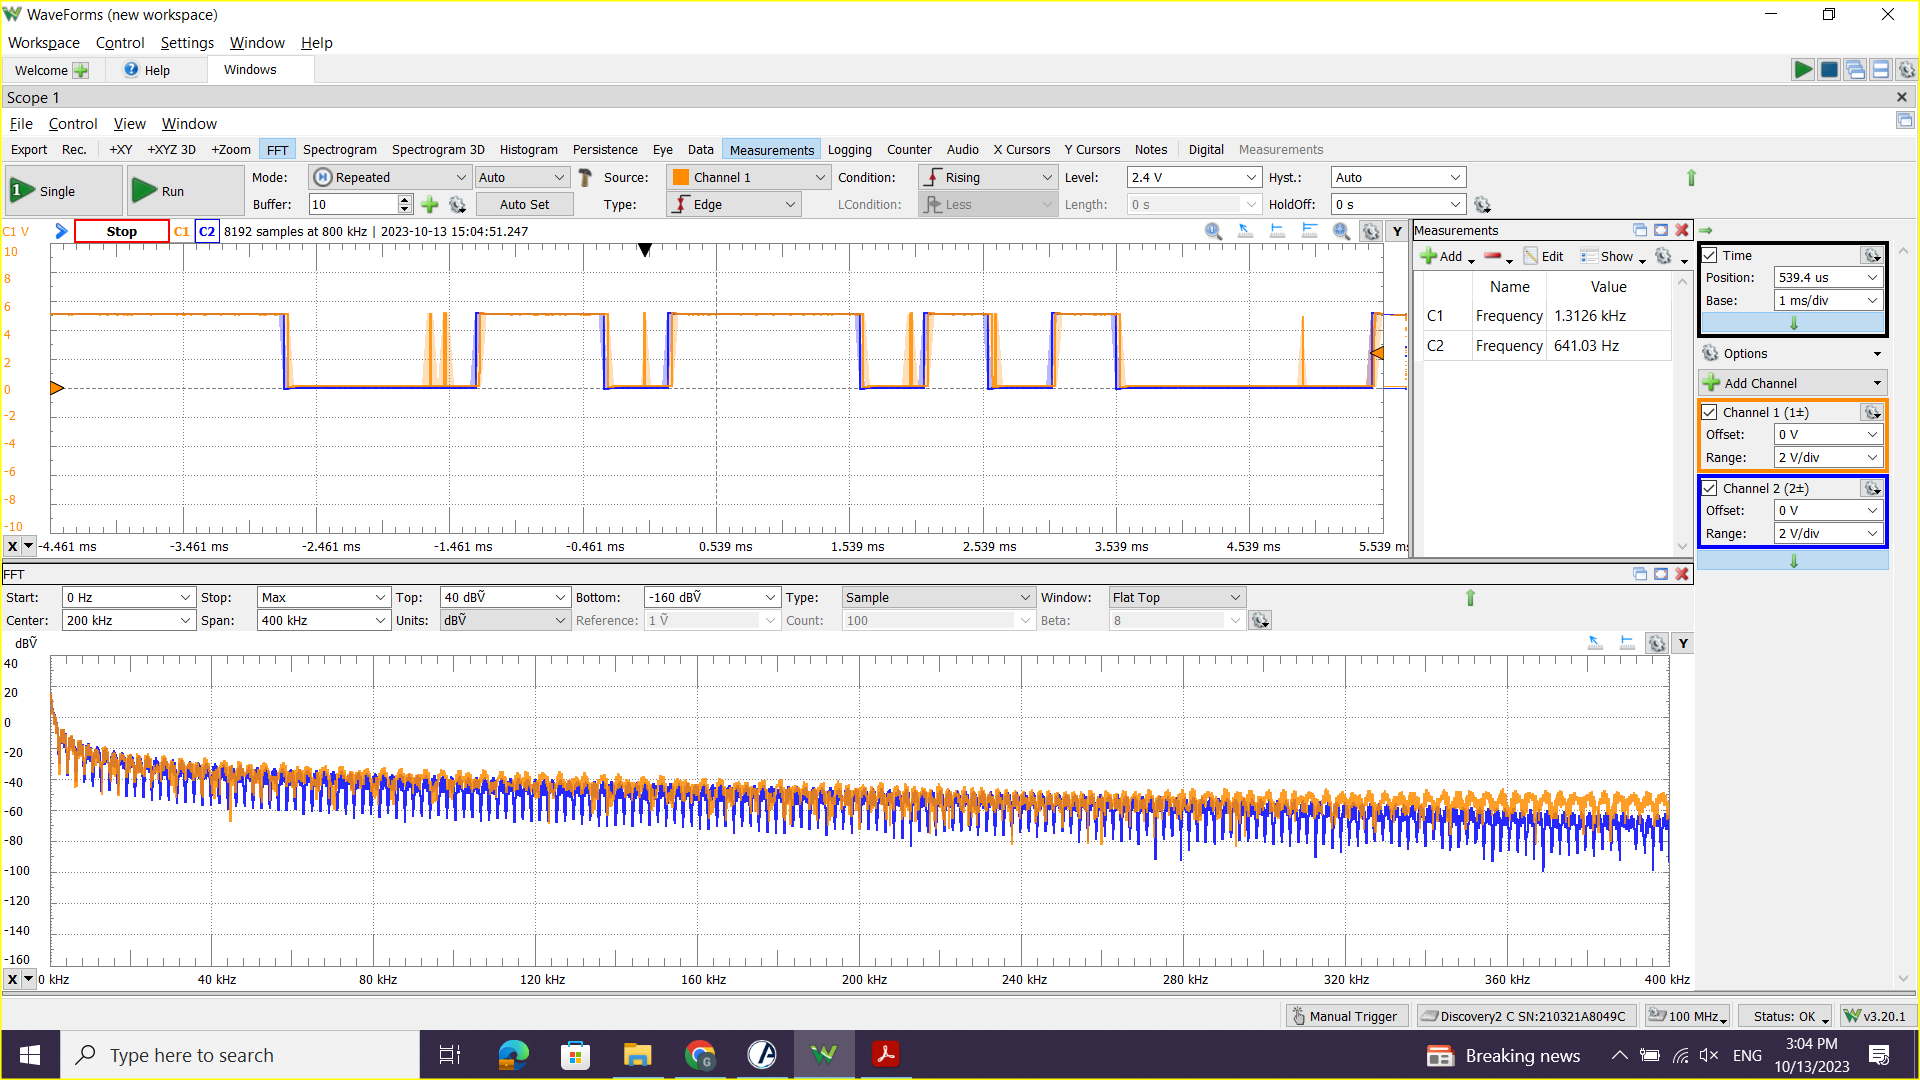 WaveForms (new workspace)
Workspace Control Settings Window Help
Welcome Help Windows
Scope 1
File Control View Window
Export Rec. +XY +XYZ 3D +Zoom FFT Spectrogram Spectrogram 3D Histogram Persistence Eye Data Measurements Logging Counter Audio X Cursors Y Cursors Notes Digital Measurements
1 Single Run Mode: Repeated Auto Source: Channel 1 Condition: Rising Level: 2.4 V Hyst.: Auto
Buffer: 10 Auto Set Type: Edge LCondition: Less Length: 0 s HoldOff: 0 s
C1 V Stop C1 C2 8192 samples at 800 kHz | 2023-10-13 15:04:51.247 Y
10
8
6
4
2
0
-2
-4
-6
-8
-10
X -4.461 ms -3.461 ms -2.461 ms -1.461 ms -0.461 ms 0.539 ms 1.539 ms 2.539 ms 3.539 ms 4.539 ms 5.539 ms
Measurements
Add Edit Show
Name Value
C1 Frequency 1.3126 kHz
C2 Frequency 641.03 Hz
Time
Position: 539.4 us
Base: 1 ms/div
Options
Add Channel
Channel 1 (1±)
Offset: 0 V
Range: 2 V/div
Channel 2 (2±)
Offset: 0 V
Range: 2 V/div
FFT
Start: 0 Hz Stop: Max Top: 40 dBṼ Bottom: -160 dBṼ Type: Sample Window: Flat Top
Center: 200 kHz Span: 400 kHz Units: dBṼ Reference: 1 Ṽ Count: 100 Beta: 8
dBṼ Y
40
20
0
-20
-40
-60
-80
-100
-120
-140
-160
X 0 kHz 40 kHz 80 kHz 120 kHz 160 kHz 200 kHz 240 kHz 280 kHz 320 kHz 360 kHz 400 kHz
Manual Trigger Discovery2 C SN:210321A8049C 100 MHz Status: OK v3.20.1
Type here to search Breaking news ENG 3:04 PM
10/13/2023